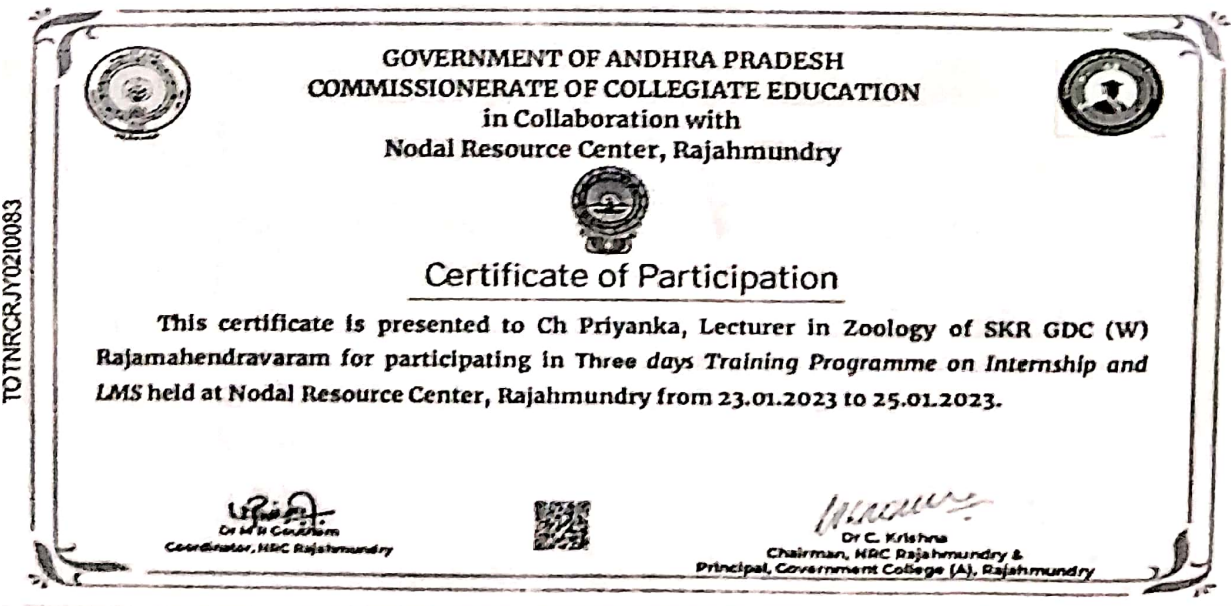 GOVERNMENT OF ANDHRA PRADESH
COMMISSIONERATE OF COLLEGIATE EDUCATION
in Collaboration with
Nodal Resource Center, Rajahmundry
TOTNRCRJY02I0083
Certificate of Participation
This certificate is presented to Ch Priyanka, Lecturer in Zoology of SKR GDC (W)
Rajamahendravaram for participating in Three days Training Programme on Internship and
LMS held at Nodal Resource Center, Rajahmundry from 23.01.2023 to 25.01.2023.
Dr
Coordinator, NRC Rajahmundry
Dr C. Krishna
Chairman, NRC Rajahmundry &
Principal, Government College (A), Rajahmundry